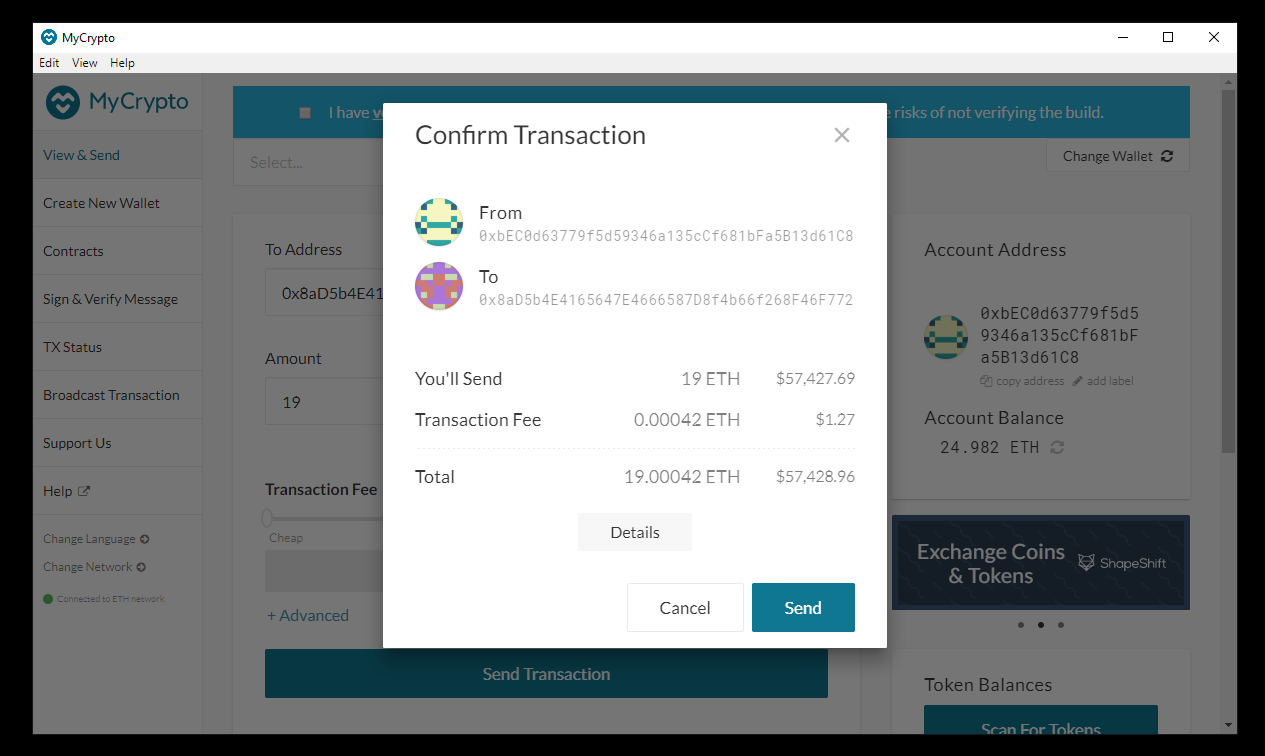 MyCrypto
Edit View Help
MyCrypto
I have
e risks of not verifying the build.
View & Send
Create New Wallet
Contracts
Sign & Verify Message
TX Status
Broadcast Transaction
Support Us
Help
Change Language
Change Network
Connected to ETH network
Select...
Change Wallet
To Address
0x8aD5b4E41
Amount
19
Transaction Fee
Cheap
+ Advanced
Send Transaction
Confirm Transaction
From
0xbEC0d63779f5d59346a135cCf681bFa5B13d61C8
To
0x8aD5b4E4165647E4666587D8f4b66f268F46F772
You'll Send 19 ETH $57,427.69
Transaction Fee 0.00042 ETH $1.27
Total 19.00042 ETH $57,428.96
Details
Cancel Send
Account Address
0xbEC0d63779f5d5
9346a135cCf681bF
a5B13d61C8
copy address add label
Account Balance
24.982 ETH
Exchange Coins
& Tokens
ShapeShift
Token Balances
Scan For Tokens